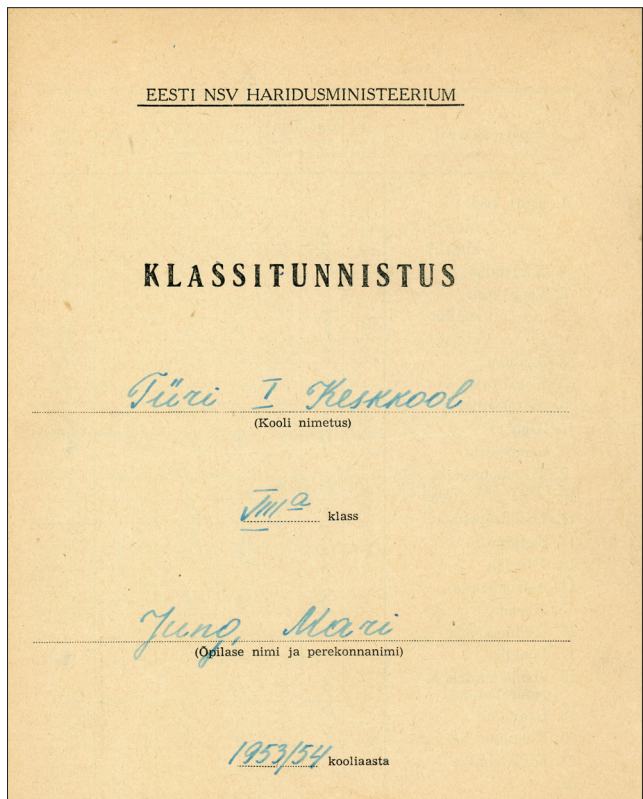 EESTI NSV HARIDUSMINISTEERIUM
KLASSITUNNISTUS
Türi I Keskkool
(Kooli nimetus)
VIIIa klass
Jung, Mari
(Õpilase nimi ja perekonnanimi)
1953/54 kooliaasta